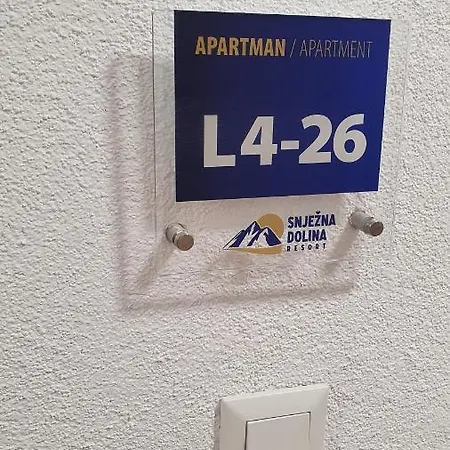 APARTMAN / APARTMENT
L4-26
SNJEŽNA
DOLINA
RESORT